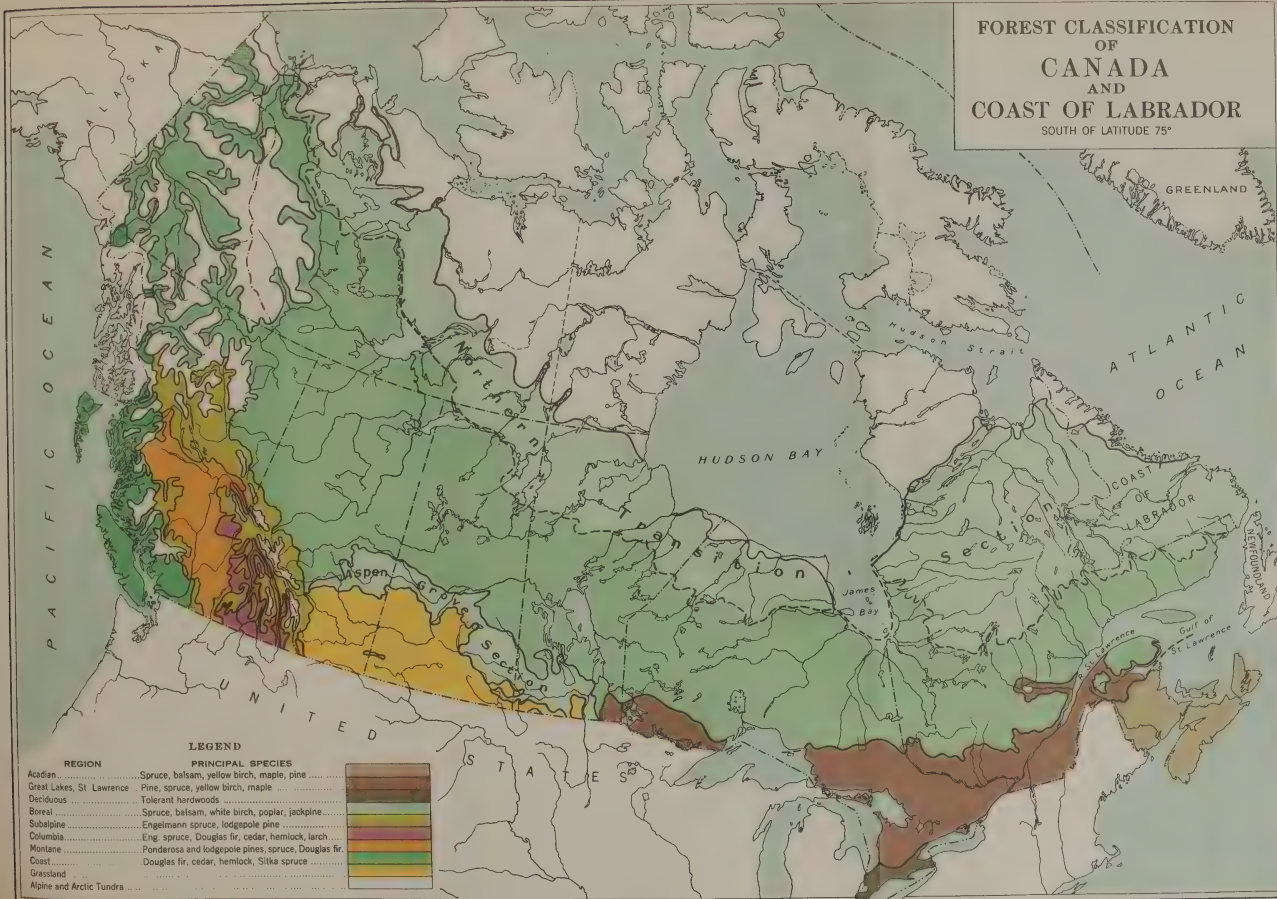 FOREST CLASSIFICATION
OF
CANADA
AND
COAST OF LABRADOR
SOUTH OF LATITUDE 75°
GREENLAND
ALASKA
PACIFIC OCEAN
ATLANTIC
OCEAN
Hudson Strait
HUDSON BAY
Northern
Transition
Section
COAST
OF
LABRADOR
NEWFOUNDLAND
James
Bay
Aspen Grove Section
R. St Lawrence
Gulf of
St Lawrence
UNITED
STATES
LEGEND
REGION PRINCIPAL SPECIES
Acadian Spruce, balsam, yellow birch, maple, pine
Great Lakes, St Lawrence Pine, spruce, yellow birch, maple
Deciduous Tolerant hardwoods
Boreal Spruce, balsam, white birch, poplar, jackpine
Subalpine Engelmann spruce, lodgepole pine
Columbia Eng. spruce, Douglas fir, cedar, hemlock, larch
Montane Ponderosa and lodgepole pines, spruce, Douglas fir.
Coast Douglas fir, cedar, hemlock, Sitka spruce
Grassland
Alpine and Arctic Tundra